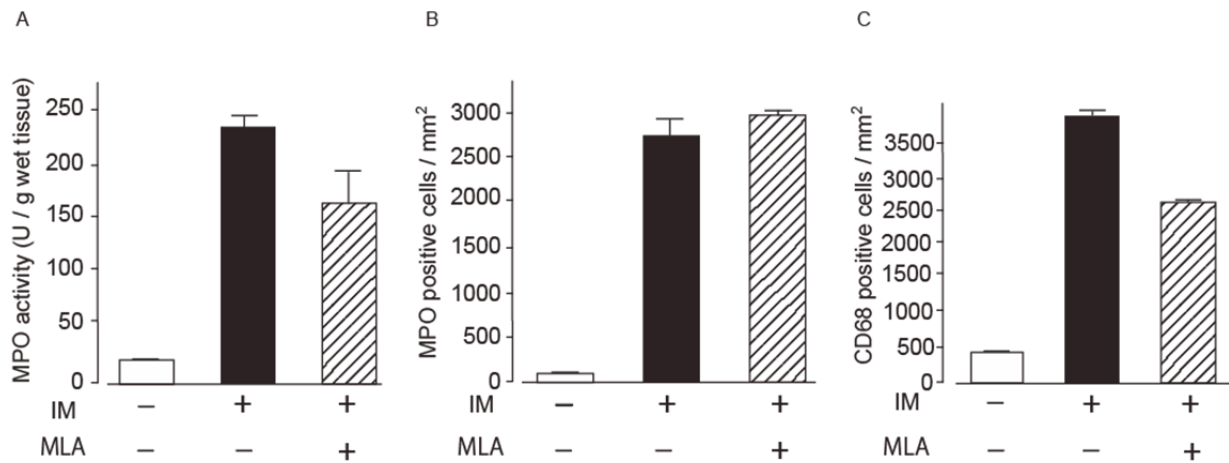 A
B
C
MPO activity (U / g wet tissue)
250
200
150
100
50
0
MPO positive cells / mm²
3000
2500
2000
1500
1000
500
0
CD68 positive cells / mm²
3500
3000
2500
2000
1500
1000
500
0
IM − + +
MLA − − +
IM − + +
MLA − − +
IM − + +
MLA − − +